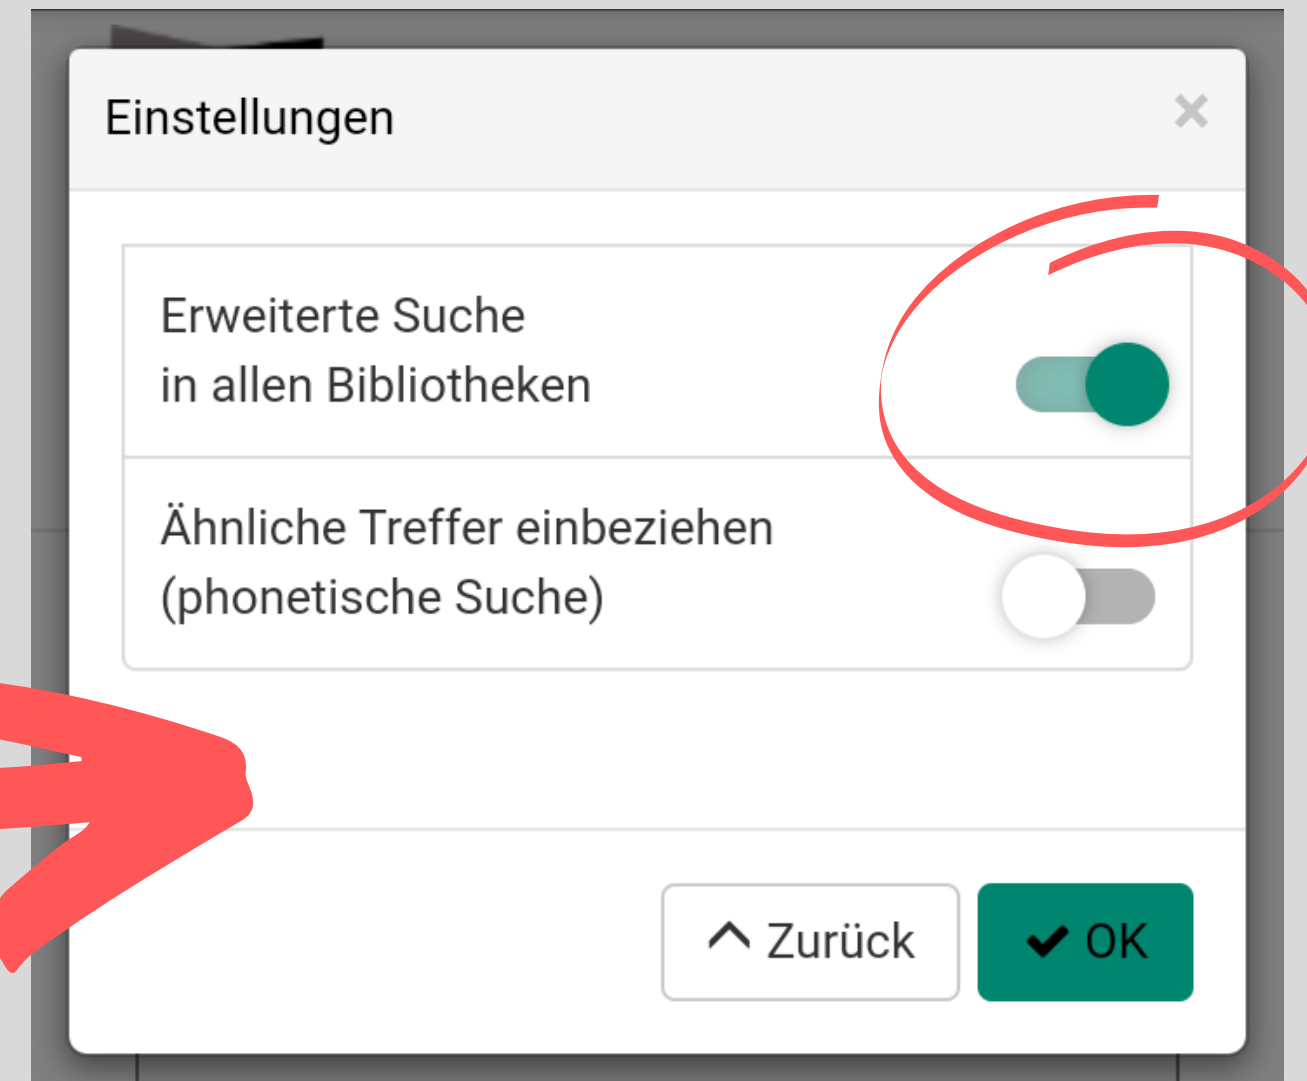 Einstellungen
Erweiterte Suche
in allen Bibliotheken
Ähnliche Treffer einbeziehen
(phonetische Suche)
Zurück
OK